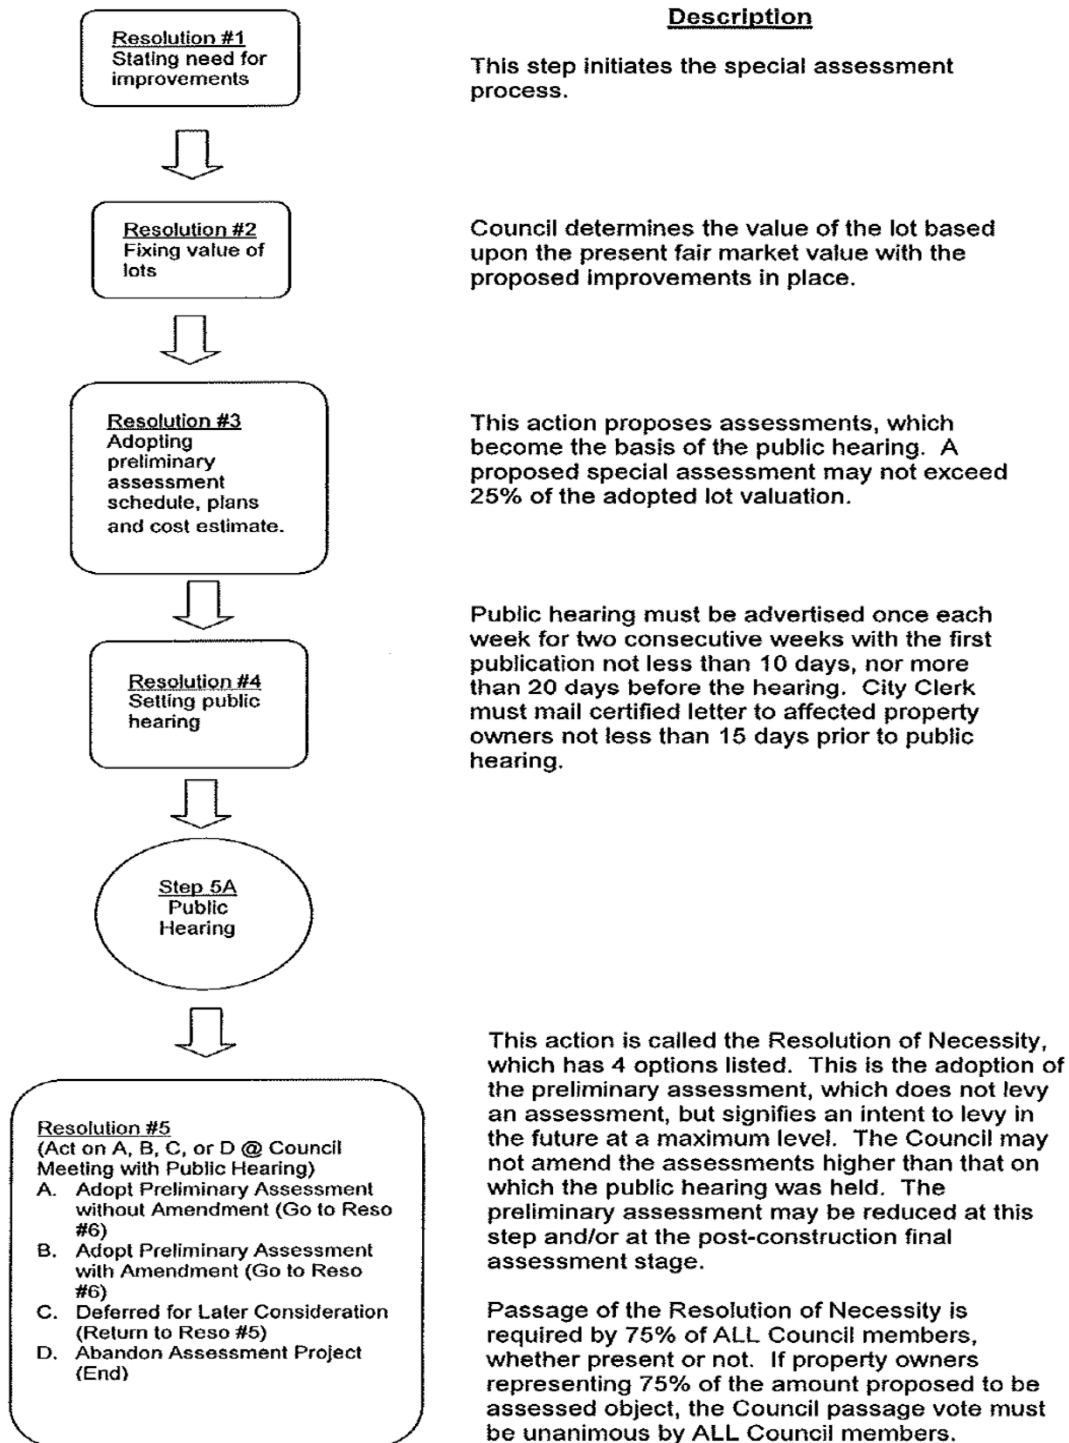 Description
Resolution #1
Stating need for
improvements
This step initiates the special assessment
process.
Resolution #2
Fixing value of
lots
Council determines the value of the lot based
upon the present fair market value with the
proposed improvements in place.
Resolution #3
Adopting
preliminary
assessment
schedule, plans
and cost estimate.
This action proposes assessments, which
become the basis of the public hearing. A
proposed special assessment may not exceed
25% of the adopted lot valuation.
Resolution #4
Setting public
hearing
Public hearing must be advertised once each
week for two consecutive weeks with the first
publication not less than 10 days, nor more
than 20 days before the hearing. City Clerk
must mail certified letter to affected property
owners not less than 15 days prior to public
hearing.
Step 5A
Public
Hearing
Resolution #5
(Act on A, B, C, or D @ Council
Meeting with Public Hearing)
A. Adopt Preliminary Assessment
without Amendment (Go to Reso
#6)
B. Adopt Preliminary Assessment
with Amendment (Go to Reso
#6)
C. Deferred for Later Consideration
(Return to Reso #5)
D. Abandon Assessment Project
(End)
This action is called the Resolution of Necessity,
which has 4 options listed. This is the adoption of
the preliminary assessment, which does not levy
an assessment, but signifies an intent to levy in
the future at a maximum level. The Council may
not amend the assessments higher than that on
which the public hearing was held. The
preliminary assessment may be reduced at this
step and/or at the post-construction final
assessment stage.
Passage of the Resolution of Necessity is
required by 75% of ALL Council members,
whether present or not. If property owners
representing 75% of the amount proposed to be
assessed object, the Council passage vote must
be unanimous by ALL Council members.